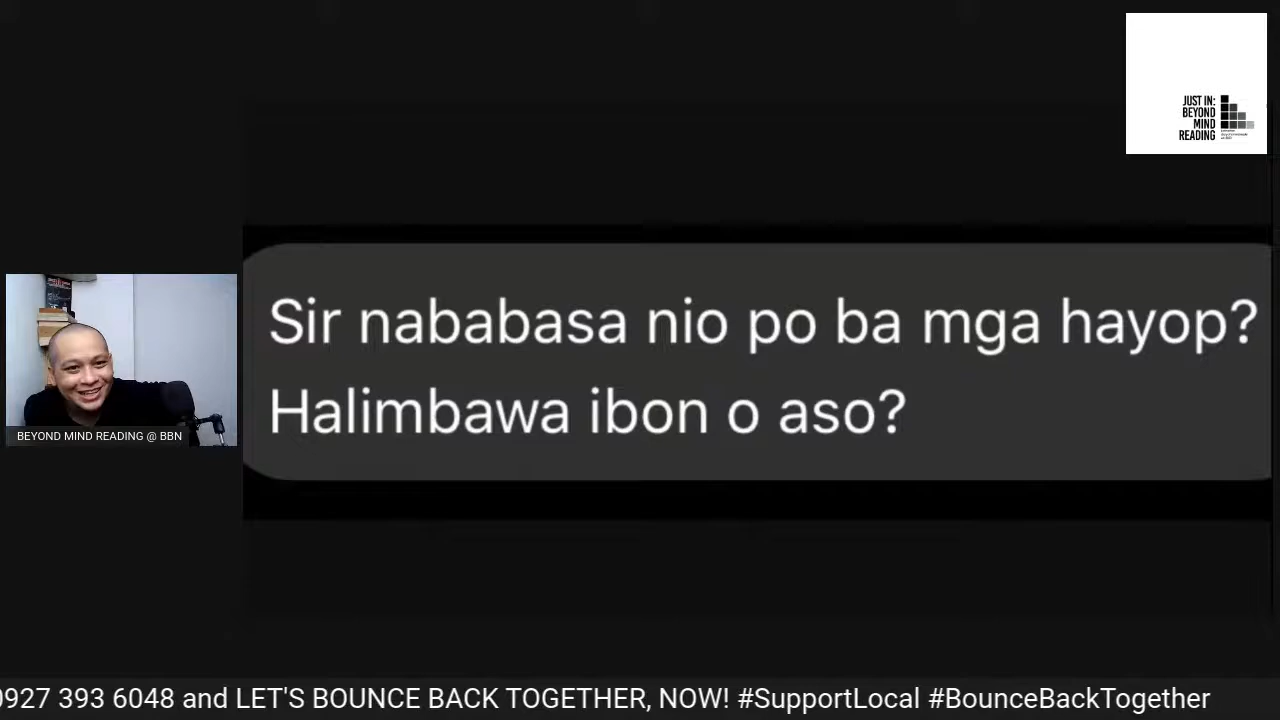 JUST IN:
BEYOND
MIND
READING
Sir nababasa nio po ba mga hayop?
Halimbawa ibon o aso?
BEYOND MIND READING @ BBN
0927 393 6048 and LET'S BOUNCE BACK TOGETHER, NOW! #SupportLocal #BounceBackTogether